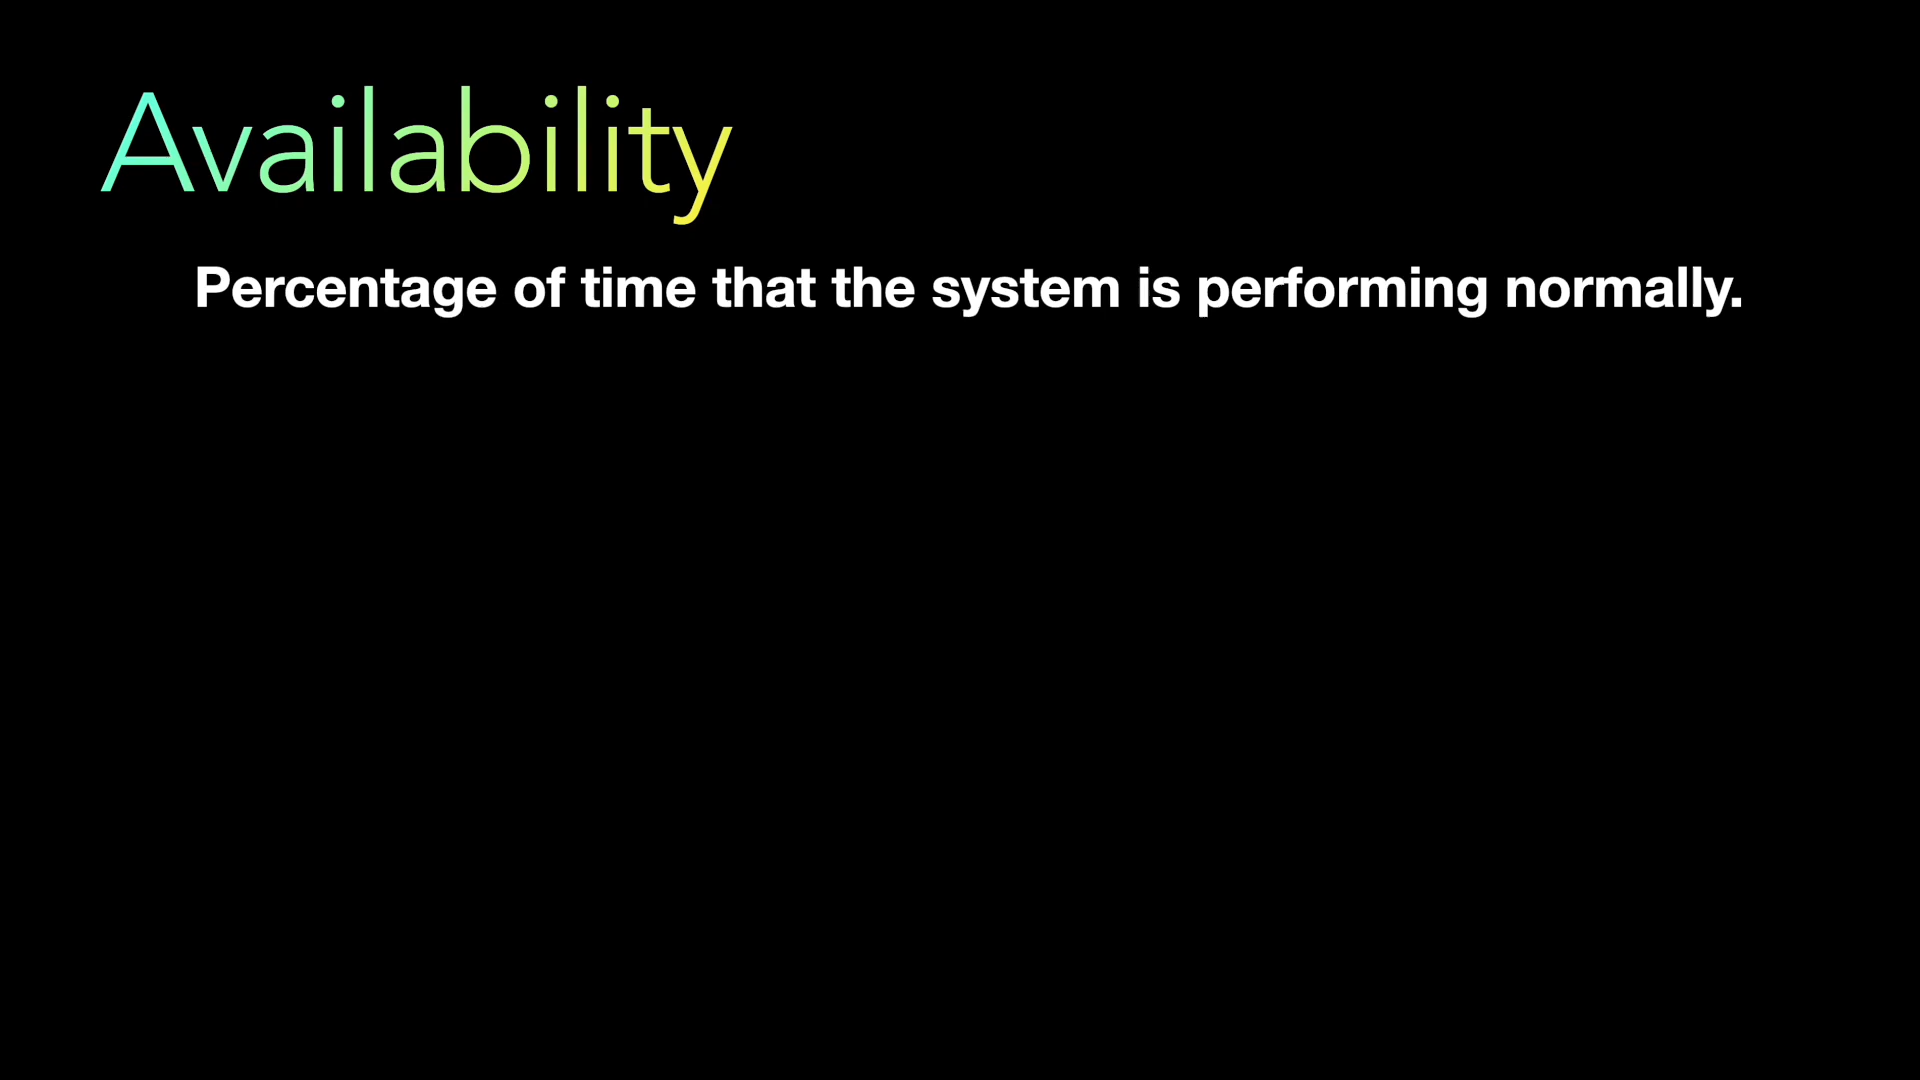 Availability
Percentage of time that the system is performing normally.